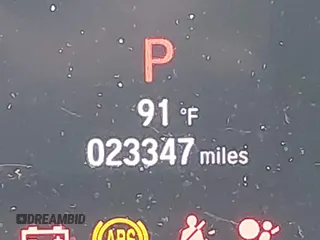 P
91 °F
023347 miles
DREAMBID
ABS